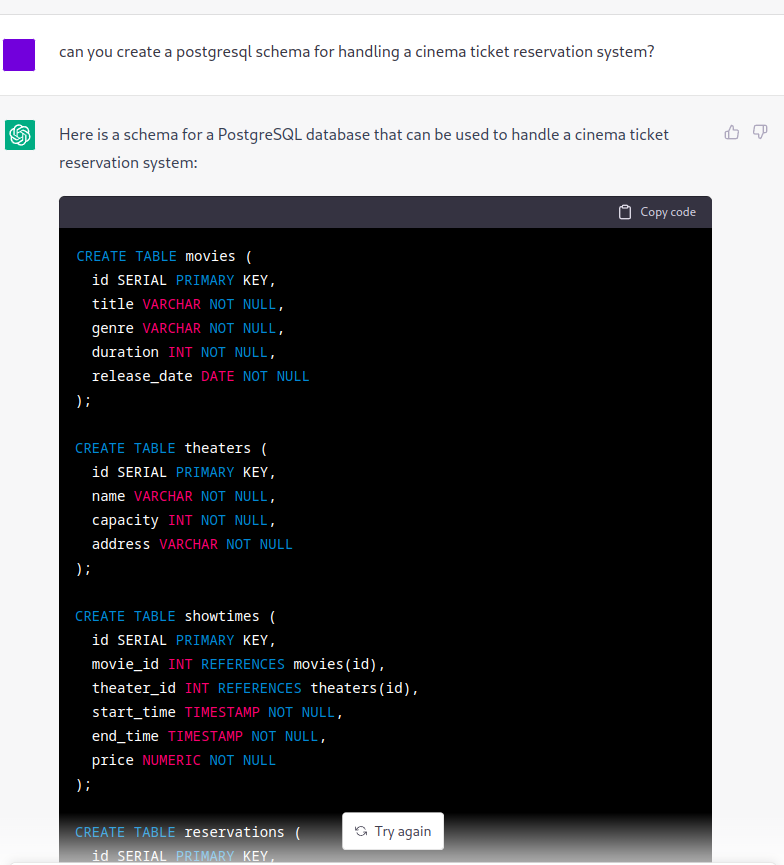 can you create a postgresql schema for handling a cinema ticket reservation system?
Here is a schema for a PostgreSQL database that can be used to handle a cinema ticket
reservation system:
Copy code
CREATE TABLE movies (
  id SERIAL PRIMARY KEY,
  title VARCHAR NOT NULL,
  genre VARCHAR NOT NULL,
  duration INT NOT NULL,
  release_date DATE NOT NULL
);
CREATE TABLE theaters (
  id SERIAL PRIMARY KEY,
  name VARCHAR NOT NULL,
  capacity INT NOT NULL,
  address VARCHAR NOT NULL
);
CREATE TABLE showtimes (
  id SERIAL PRIMARY KEY,
  movie_id INT REFERENCES movies(id),
  theater_id INT REFERENCES theaters(id),
  start_time TIMESTAMP NOT NULL,
  end_time TIMESTAMP NOT NULL,
  price NUMERIC NOT NULL
);
CREATE TABLE reservations (
Try again
  id SERIAL PRIMARY KEY,